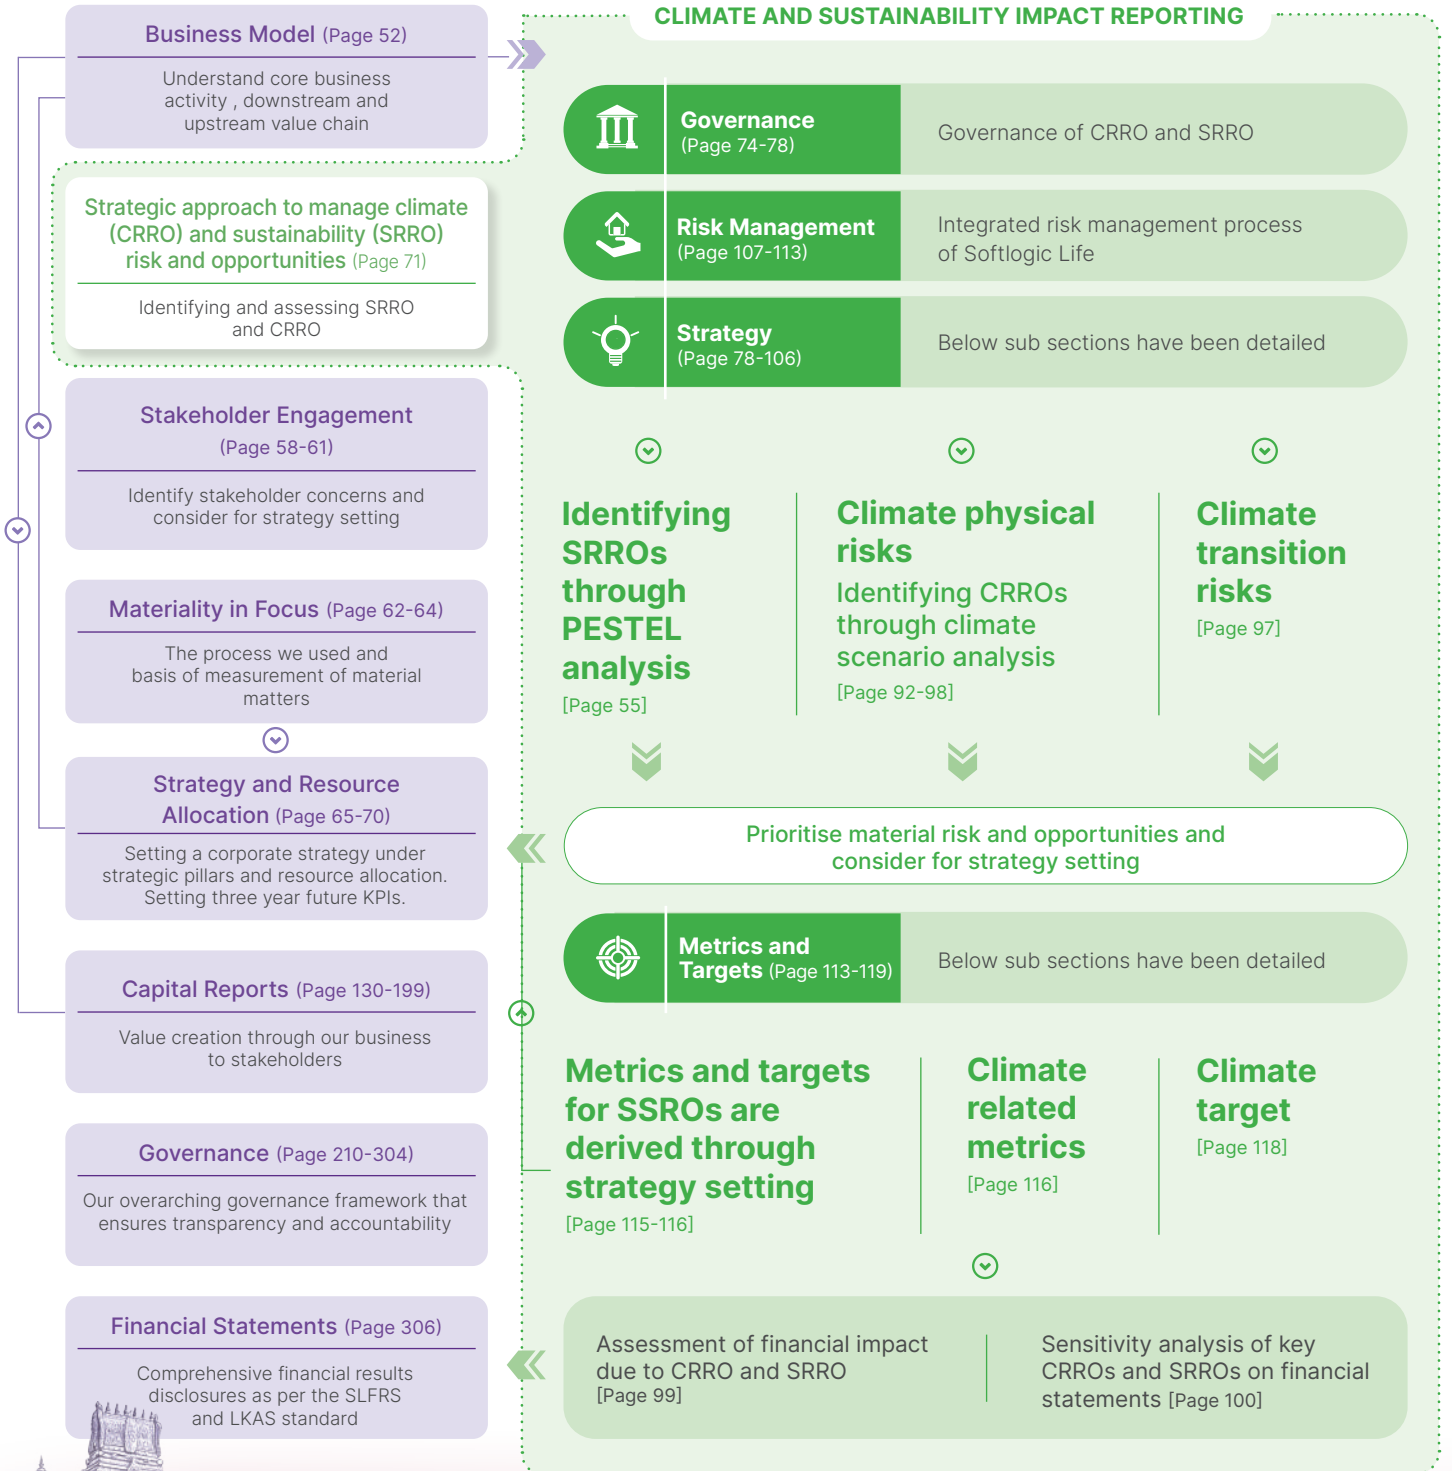 Business Model (Page 52)
Understand core business
activity , downstream and
upstream value chain
Strategic approach to manage climate
(CRRO) and sustainability (SRRO)
risk and opportunities (Page 71)
Identifying and assessing SRRO
and CRRO
Stakeholder Engagement
(Page 58-61)
Identify stakeholder concerns and
consider for strategy setting
Materiality in Focus (Page 62-64)
The process we used and
basis of measurement of material
matters
Strategy and Resource
Allocation (Page 65-70)
Setting a corporate strategy under
strategic pillars and resource allocation.
Setting three year future KPIs.
Capital Reports (Page 130-199)
Value creation through our business
to stakeholders
Governance (Page 210-304)
Our overarching governance framework that
ensures transparency and accountability
Financial Statements (Page 306)
Comprehensive financial results
disclosures as per the SLFRS
and LKAS standard
CLIMATE AND SUSTAINABILITY IMPACT REPORTING
Governance
(Page 74-78)
Governance of CRRO and SRRO
Risk Management
(Page 107-113)
Integrated risk management process
of Softlogic Life
Strategy
(Page 78-106)
Below sub sections have been detailed
Identifying
SRROs
through
PESTEL
analysis
[Page 55]
Climate physical
risks
Identifying CRROs
through climate
scenario analysis
[Page 92-98]
Climate
transition
risks
[Page 97]
Prioritise material risk and opportunities and
consider for strategy setting
Metrics and
Targets (Page 113-119)
Below sub sections have been detailed
Metrics and targets
for SSROs are
derived through
strategy setting
[Page 115-116]
Climate
related
metrics
[Page 116]
Climate
target
[Page 118]
Assessment of financial impact
due to CRRO and SRRO
[Page 99]
Sensitivity analysis of key
CRROs and SRROs on financial
statements [Page 100]